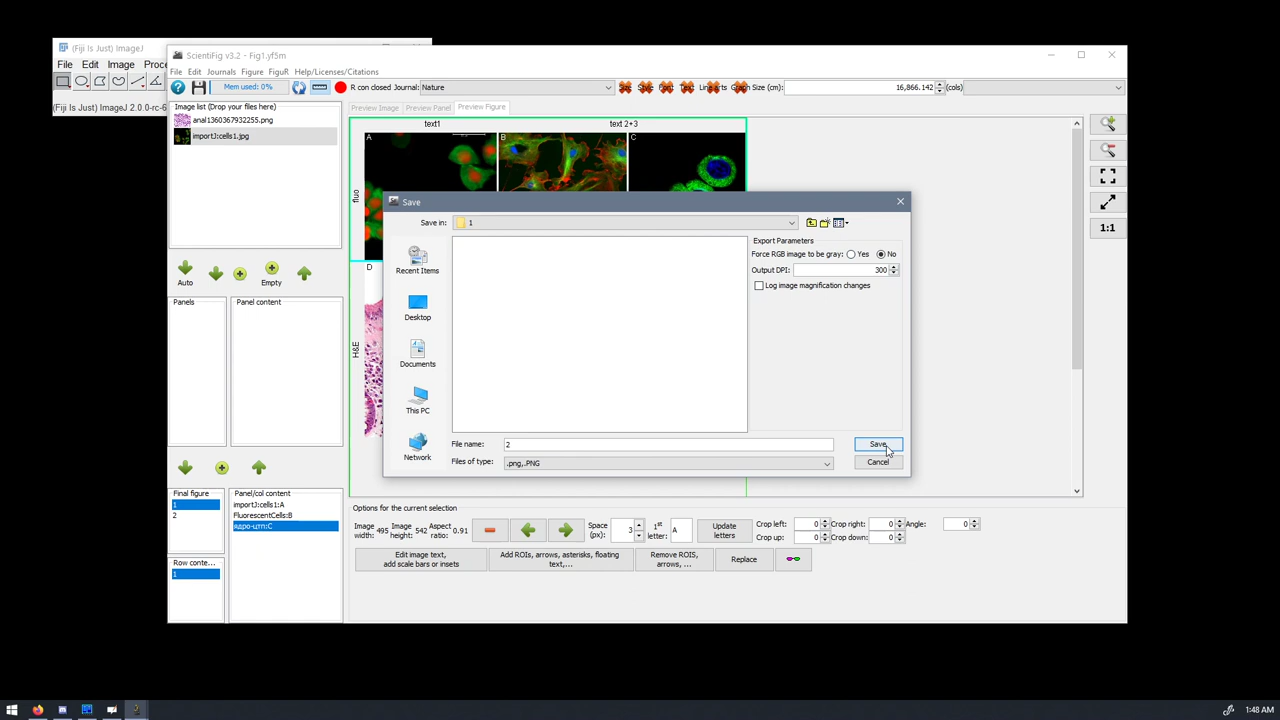 (Fiji Is Just) ImageJ
File Edit Image Proce
(Fiji Is Just) ImageJ 2.0.0-rc-6
ScientiFig v3.2 - Fig1.yf5m
File Edit Journals Figure FiguR Help/Licenses/Citations
Mem used: 0% R con closed Journal: Nature Size Style Font Text Line arts Graph Size (cm): 16,866.142 (cols)
Image list (Drop your files here)
anal1360367932255.png
importJ:cells1.jpg
Auto Empty
Panels Panel content
Final figure Panel/col content
1 importJ:cells1:A
2 FluorescentCells:B
ядро-цтп:C
Row conte...
1
Preview Image Preview Panel Preview Figure
text1 text 2+3
A B C
fluo
D
H&E
1:1
Save
Save in: 1
Recent Items
Desktop
Documents
This PC
Network
Export Parameters
Force RGB image to be gray: Yes No
Output DPI: 300
Log image magnification changes
File name: 2 Save
Files of type: .png,.PNG Cancel
Options for the current selection
Image width: 495 Image height: 542 Aspect ratio: 0.91 Space (px): 3 1st letter: A Update letters Crop left: 0 Crop right: 0 Angle: 0
Crop up: 0 Crop down: 0
Edit image text, add scale bars or insets Add ROIs, arrows, asterisks, floating text,... Remove ROIS, arrows, ... Replace
1:48 AM